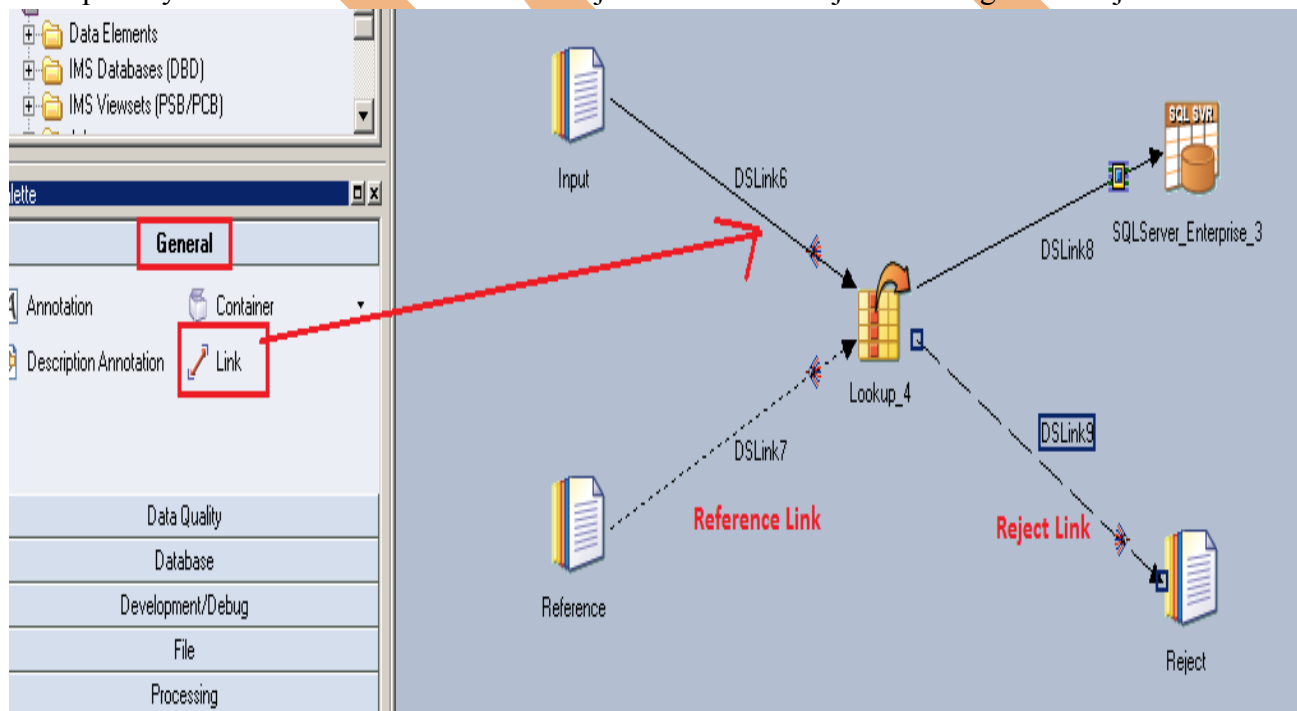 Data Elements
IMS Databases (DBD)
IMS Viewsets (PSB/PCB)
General
Annotation
Container
Description Annotation
Link
Data Quality
Database
Development/Debug
File
Processing
Input
DSLink6
SQL SVR
SQLServer_Enterprise_3
DSLink8
Lookup_4
DSLink7
DSLink9
Reference Link
Reject Link
Reference
Reject